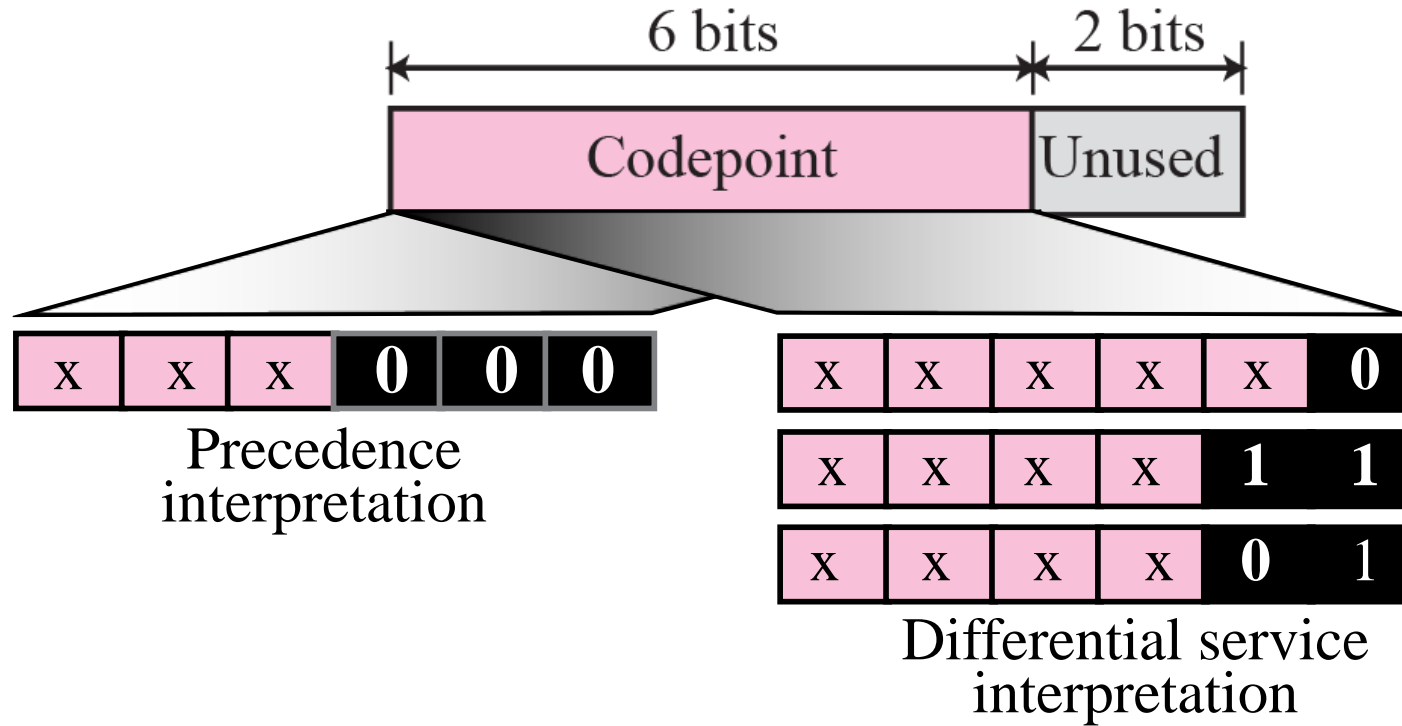 6 bits 2 bits
Codepoint Unused
x x x 0 0 0
Precedence
interpretation
x x x x x 0
x x x x 1 1
x x x x 0 1
Differential service
interpretation